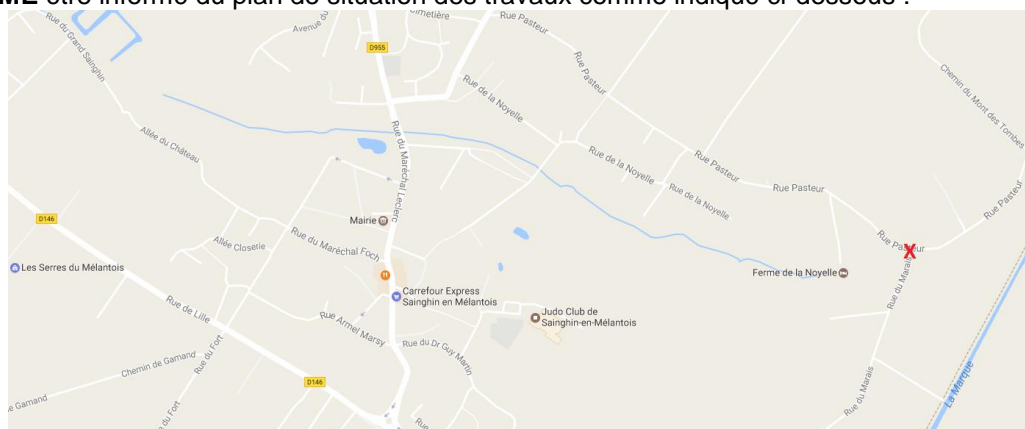 ME être informé du plan de situation des travaux comme indiqué ci-dessous :
Rue du Grand Sainghin
Avenue du
Cimetière
D955
Rue Pasteur
Rue Pasteur
Chemin du Mont des Tombes
Rue de la Noyelle
Allée du Château
Rue du Maréchal Leclerc
Rue de la Noyelle
Rue Pasteur
Rue Pasteur
Rue de la Noyelle
Rue Pasteur
Mairie
D146
Allée Closerie
Rue du Maréchal Foch
Rue Pasteur
X
Les Serres du Mélantois
Ferme de la Noyelle
Rue du Marais
Carrefour Express
Sainghin en Mélantois
Rue de Lille
Rue Armel Marsy
Judo Club de
Sainghin-en-Mélantois
Rue du Dr Guy Martin
Rue du Fort
Chemin de Gamand
D146
Rue du Marais
La Marque
de Gamand
Rue du Fort